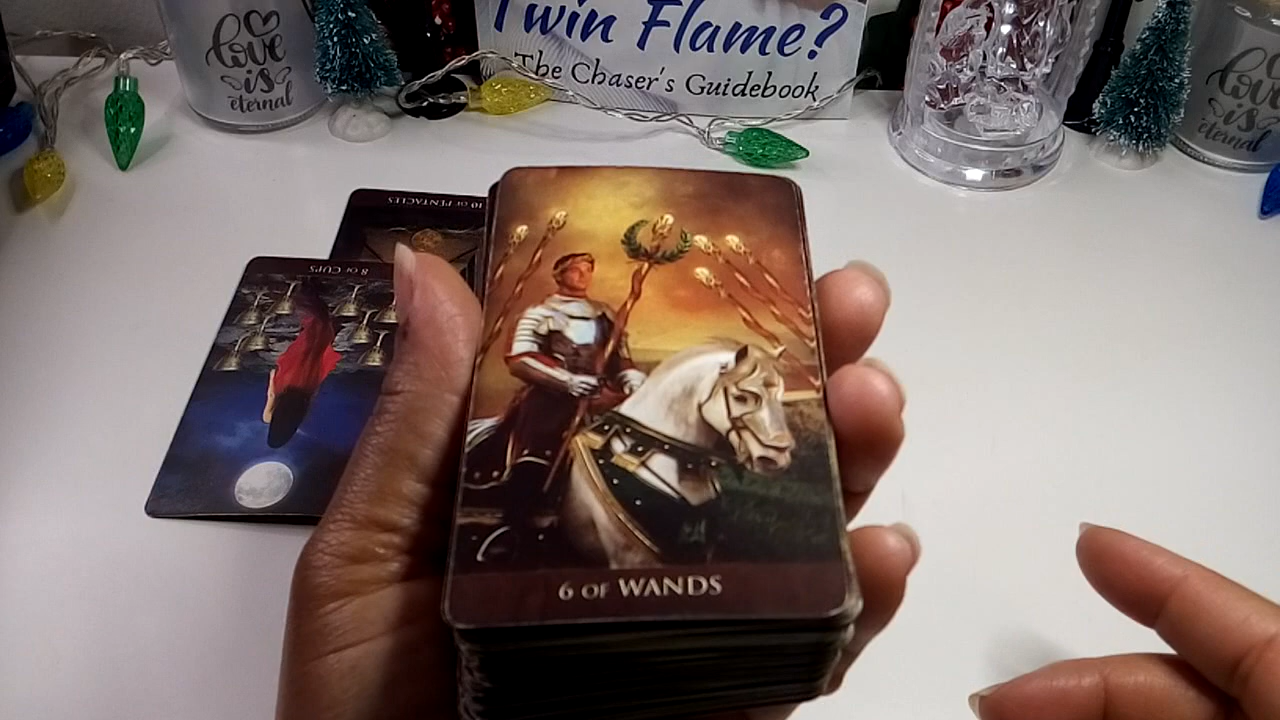 Twin Flame?
The Chaser's Guidebook
love
is
eternal
love
is
eternal
10 OF PENTACLES
8 OF CUPS
6 OF WANDS